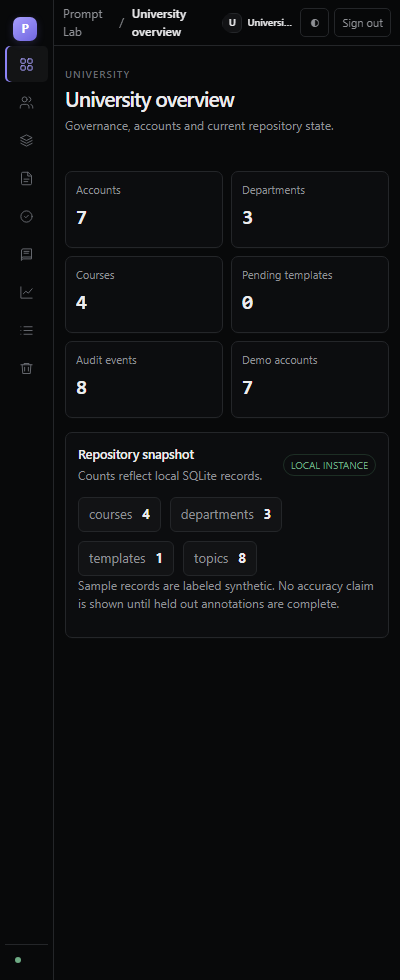 P
Prompt Lab / University overview
U Universi...
Sign out
UNIVERSITY
University overview
Governance, accounts and current repository state.
Accounts
7
Departments
3
Courses
4
Pending templates
0
Audit events
8
Demo accounts
7
Repository snapshot
Counts reflect local SQLite records.
LOCAL INSTANCE
courses 4
departments 3
templates 1
topics 8
Sample records are labeled synthetic. No accuracy claim
is shown until held out annotations are complete.